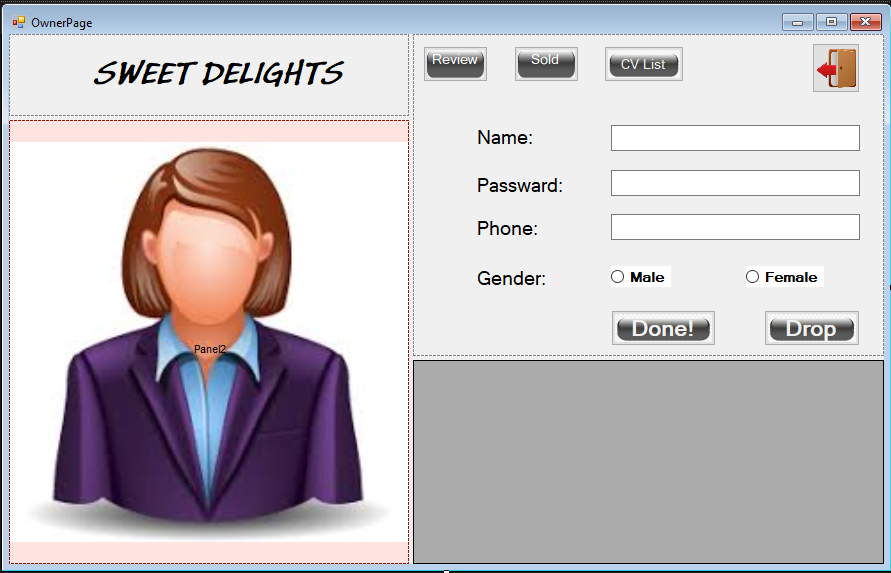 OwnerPage
SWEET DELIGHTS
Review
Sold
CV List
Name:
Passward:
Phone:
Gender:
Male
Female
Done!
Drop
Panel2